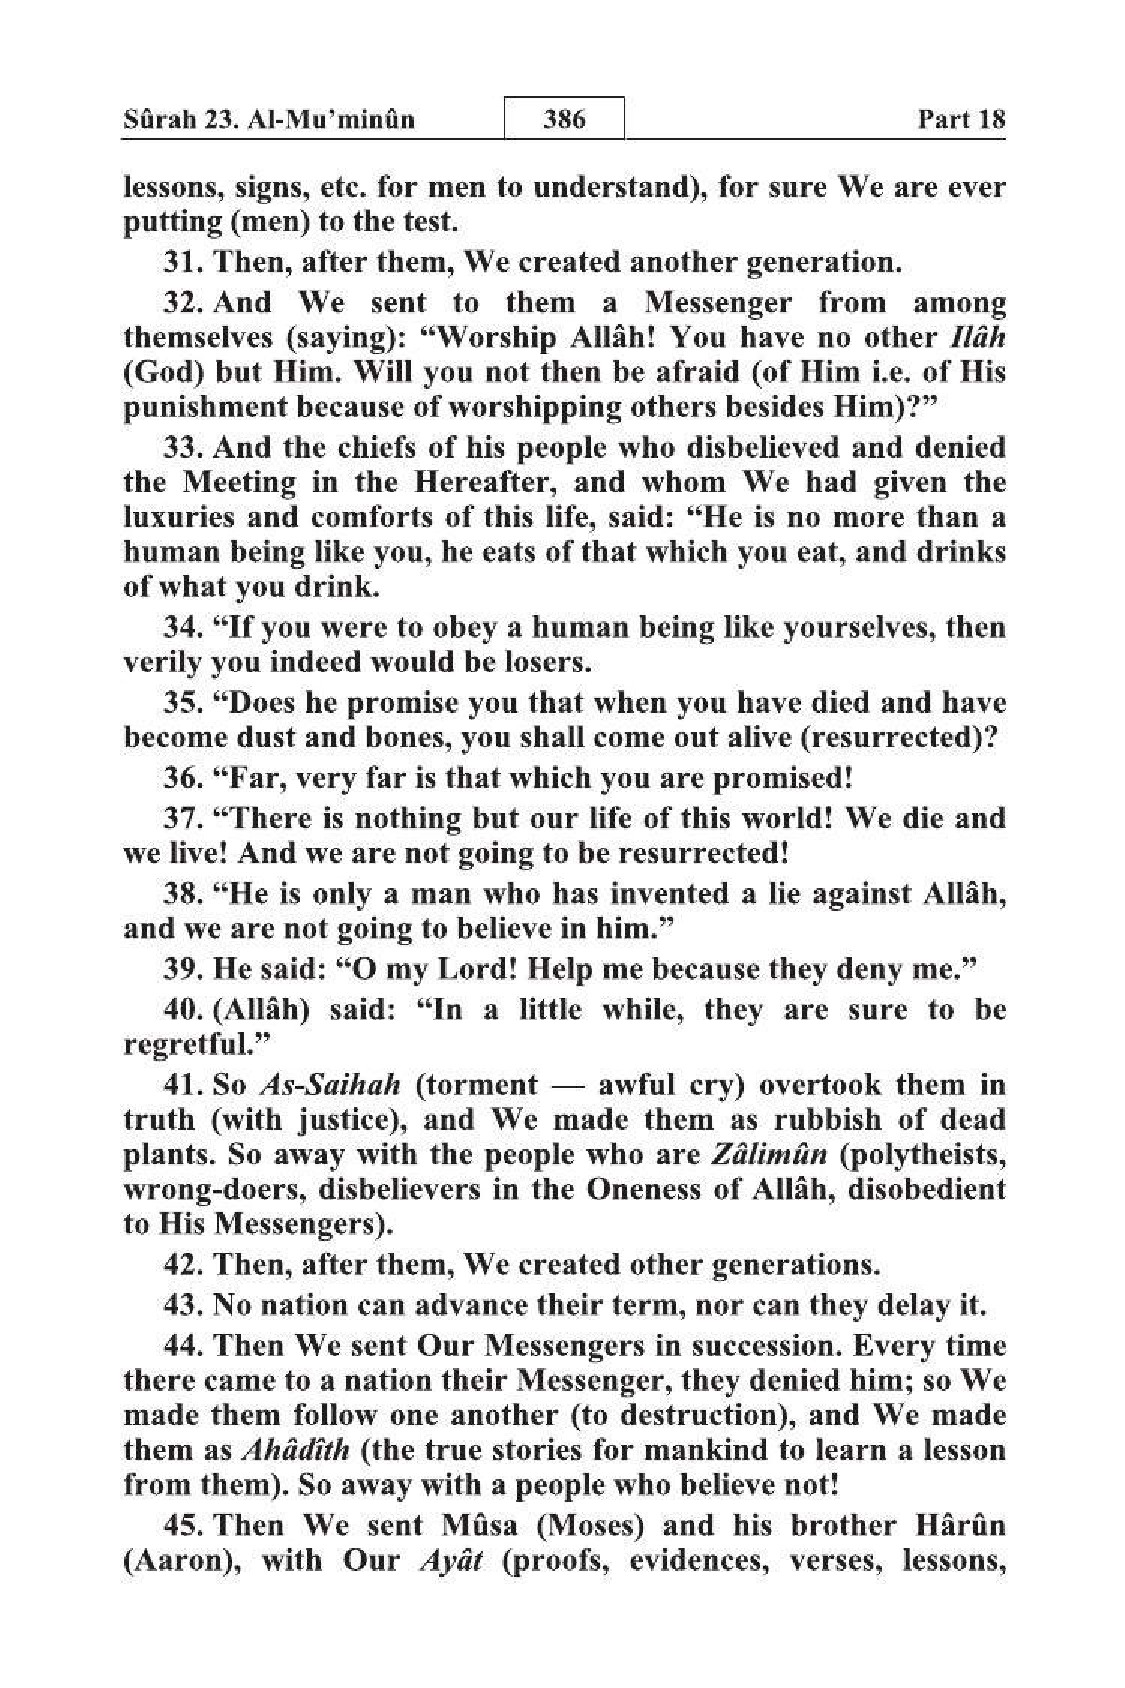 Sûrah 23. Al-Mu’minûn 386 Part 18
lessons, signs, etc. for men to understand), for sure We are ever
putting (men) to the test.
31. Then, after them, We created another generation.
32. And We sent to them a Messenger from among
themselves (saying): “Worship Allâh! You have no other Ilâh
(God) but Him. Will you not then be afraid (of Him i.e. of His
punishment because of worshipping others besides Him)?”
33. And the chiefs of his people who disbelieved and denied
the Meeting in the Hereafter, and whom We had given the
luxuries and comforts of this life, said: “He is no more than a
human being like you, he eats of that which you eat, and drinks
of what you drink.
34. “If you were to obey a human being like yourselves, then
verily you indeed would be losers.
35. “Does he promise you that when you have died and have
become dust and bones, you shall come out alive (resurrected)?
36. “Far, very far is that which you are promised!
37. “There is nothing but our life of this world! We die and
we live! And we are not going to be resurrected!
38. “He is only a man who has invented a lie against Allâh,
and we are not going to believe in him.”
39. He said: “O my Lord! Help me because they deny me.”
40. (Allâh) said: “In a little while, they are sure to be
regretful.”
41. So As-Saihah (torment — awful cry) overtook them in
truth (with justice), and We made them as rubbish of dead
plants. So away with the people who are Zâlimûn (polytheists,
wrong-doers, disbelievers in the Oneness of Allâh, disobedient
to His Messengers).
42. Then, after them, We created other generations.
43. No nation can advance their term, nor can they delay it.
44. Then We sent Our Messengers in succession. Every time
there came to a nation their Messenger, they denied him; so We
made them follow one another (to destruction), and We made
them as Ahâdîth (the true stories for mankind to learn a lesson
from them). So away with a people who believe not!
45. Then We sent Mûsa (Moses) and his brother Hârûn
(Aaron), with Our Ayât (proofs, evidences, verses, lessons,